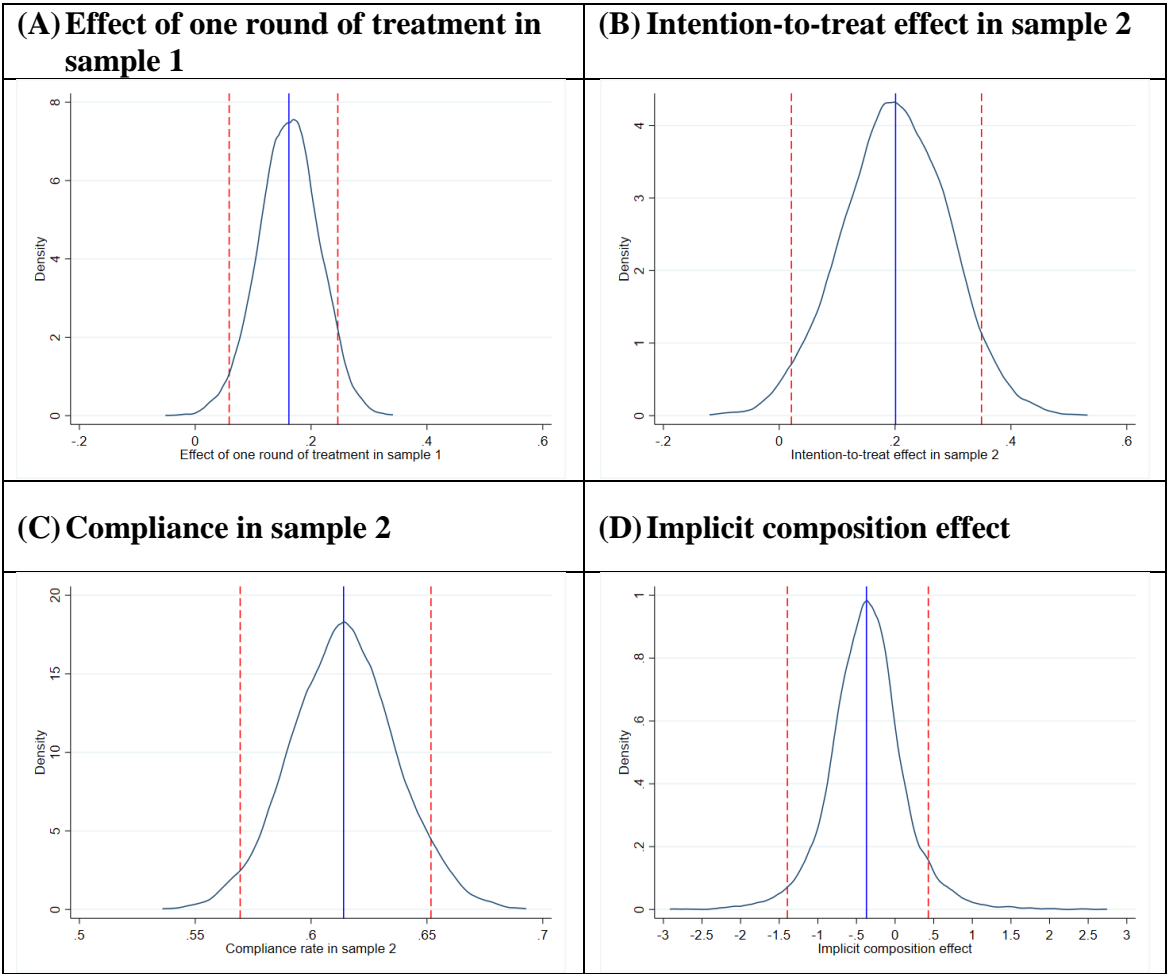 (A) Effect of one round of treatment in
sample 1
(B) Intention-to-treat effect in sample 2
8
6
4
2
0
Density
-.2 0 .2 .4 .6
Effect of one round of treatment in sample 1
4
3
2
1
0
Density
-.2 0 .2 .4 .6
Intention-to-treat effect in sample 2
(C) Compliance in sample 2
(D) Implicit composition effect
20
15
10
5
0
Density
.5 .55 .6 .65 .7
Compliance rate in sample 2
1
.8
.6
.4
.2
0
Density
-3 -2.5 -2 -1.5 -1 -.5 0 .5 1 1.5 2 2.5 3
Implicit composition effect